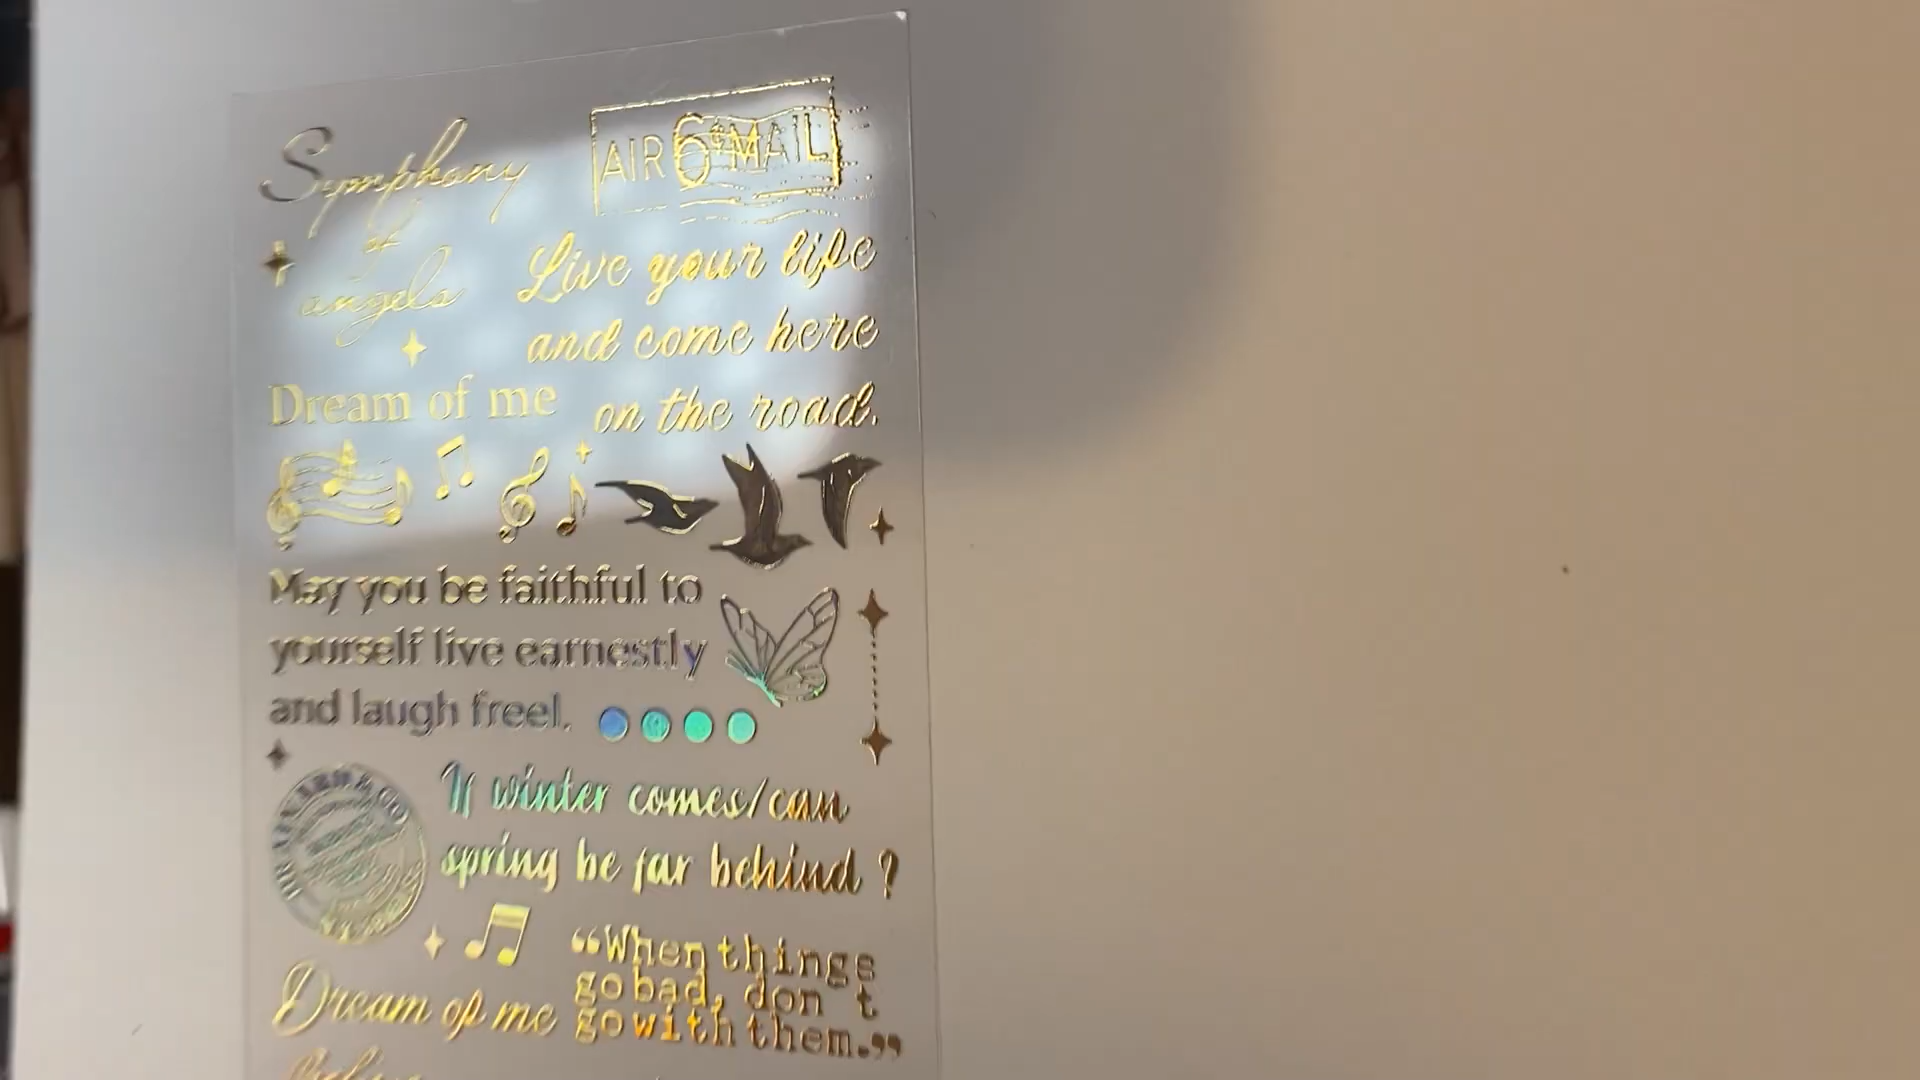 Symphony
of
angels
AIR MAIL
6¢
Live your life
and come here
on the road.
Dream of me
May you be faithful to
yourself live earnestly
and laugh freel.
If winter comes/can
spring be far behind ?
“When things
go bad, don't
go with them.”
Dream of me